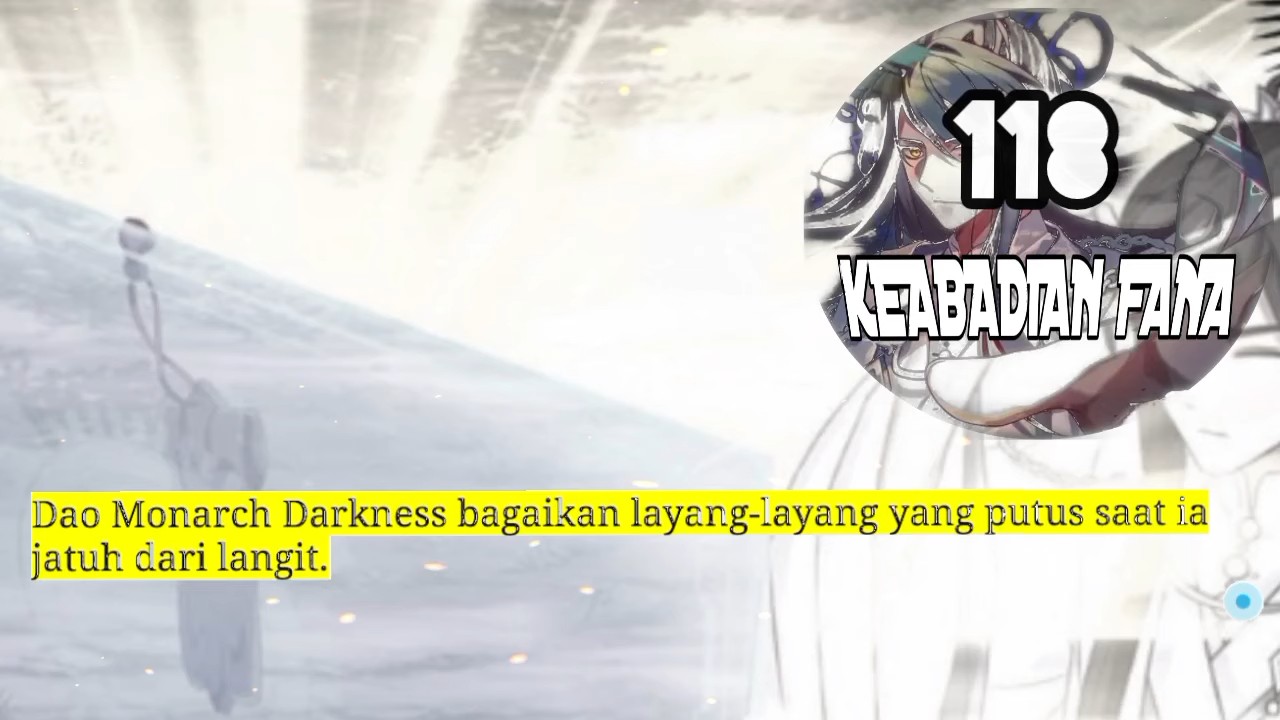 118
KEABADIAN FANA
Dao Monarch Darkness bagaikan layang-layang yang putus saat ia
jatuh dari langit.